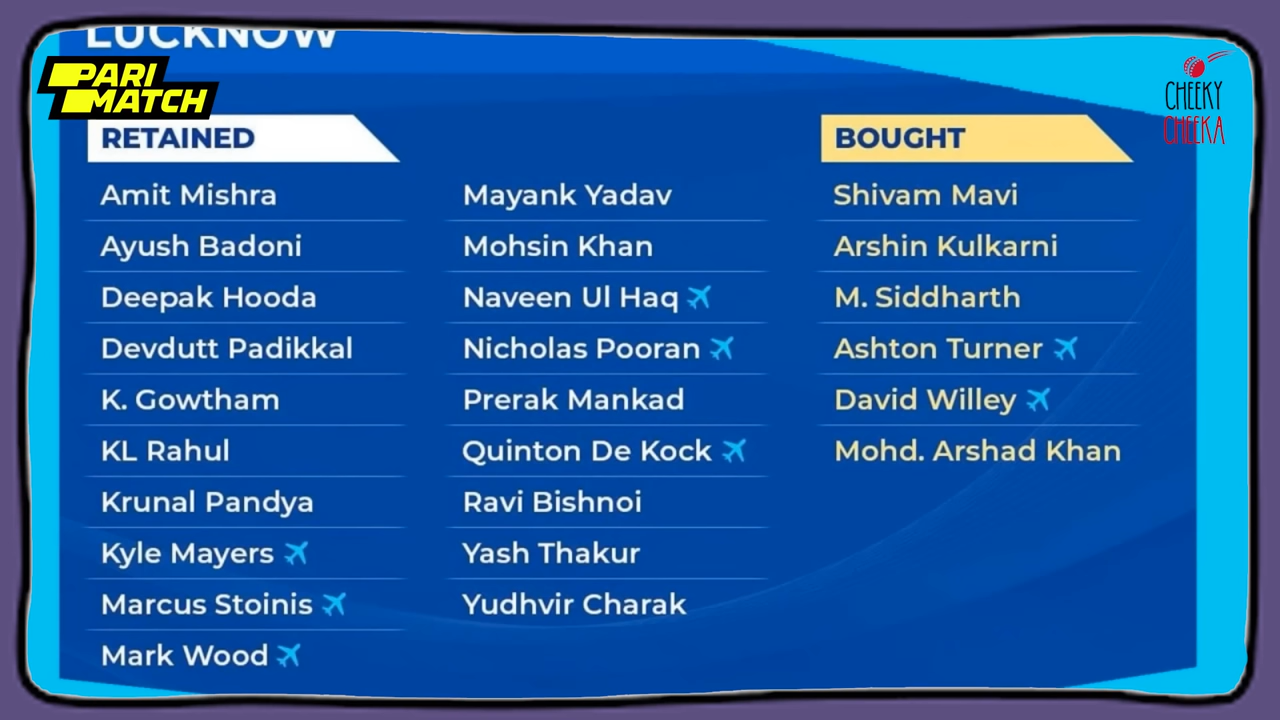 LUCKNOW
PARI
MATCH
CHEEKY
CHEEKA
RETAINED
Amit Mishra
Ayush Badoni
Deepak Hooda
Devdutt Padikkal
K. Gowtham
KL Rahul
Krunal Pandya
Kyle Mayers
Marcus Stoinis
Mark Wood
Mayank Yadav
Mohsin Khan
Naveen Ul Haq
Nicholas Pooran
Prerak Mankad
Quinton De Kock
Ravi Bishnoi
Yash Thakur
Yudhvir Charak
BOUGHT
Shivam Mavi
Arshin Kulkarni
M. Siddharth
Ashton Turner
David Willey
Mohd. Arshad Khan